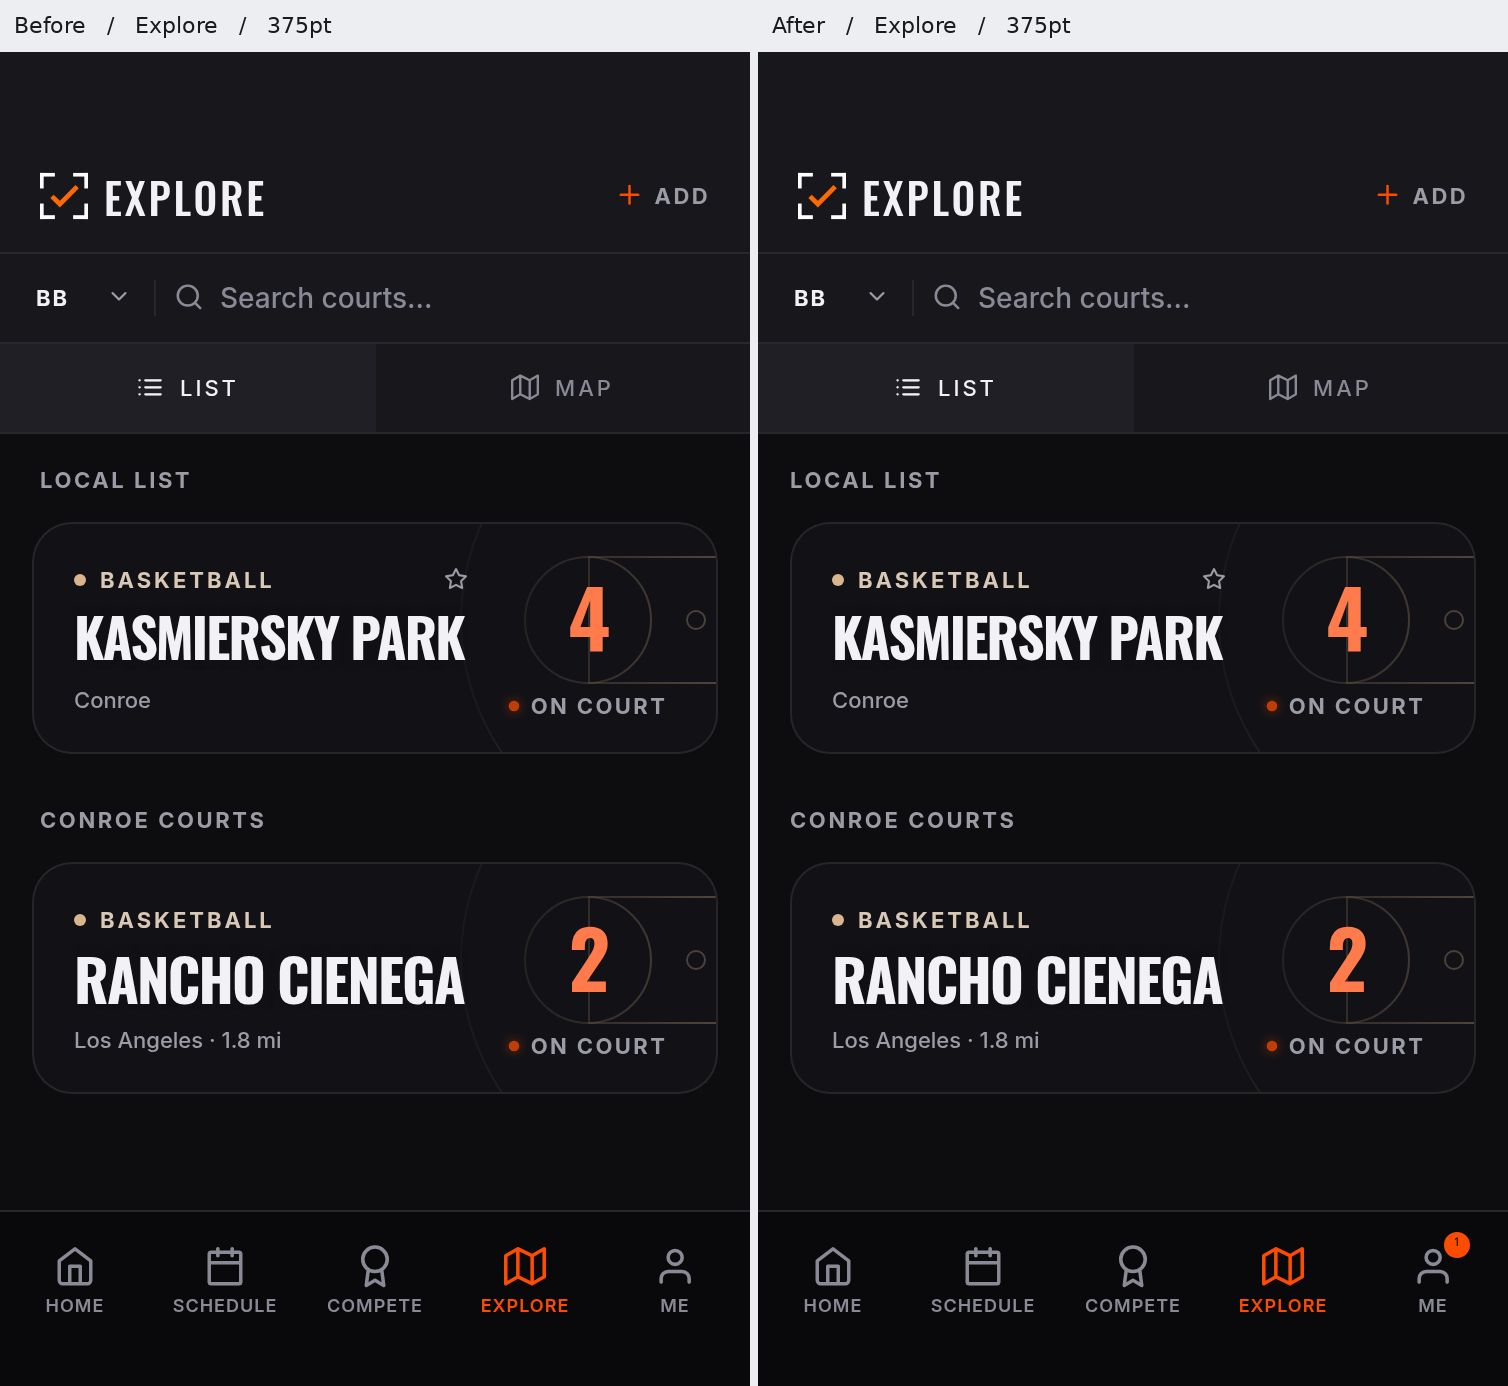 Before / Explore / 375pt
EXPLORE
+ ADD
BB
Search courts...
LIST
MAP
LOCAL LIST
BASKETBALL
KASMIERSKY PARK
Conroe
4
ON COURT
CONROE COURTS
BASKETBALL
RANCHO CIENEGA
Los Angeles · 1.8 mi
2
ON COURT
HOME
SCHEDULE
COMPETE
EXPLORE
ME
After / Explore / 375pt
EXPLORE
+ ADD
BB
Search courts...
LIST
MAP
LOCAL LIST
BASKETBALL
KASMIERSKY PARK
Conroe
4
ON COURT
CONROE COURTS
BASKETBALL
RANCHO CIENEGA
Los Angeles · 1.8 mi
2
ON COURT
HOME
SCHEDULE
COMPETE
EXPLORE
1
ME